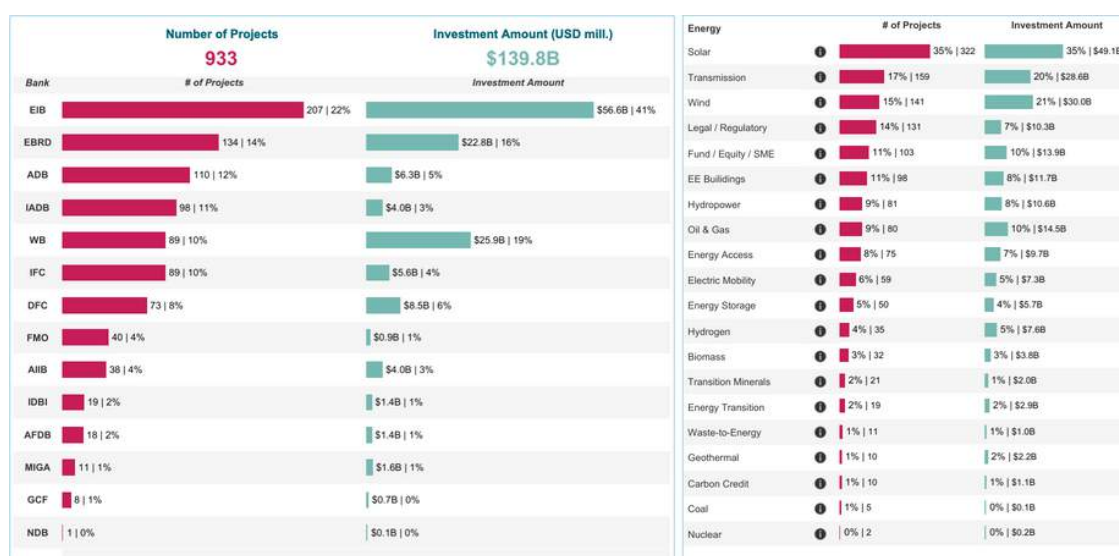 Number of Projects
Investment Amount (USD mill.)
933
$139.8B
Bank
# of Projects
Investment Amount
EIB
207 | 22%
$56.6B | 41%
EBRD
134 | 14%
$22.8B | 16%
ADB
110 | 12%
$6.3B | 5%
IADB
98 | 11%
$4.0B | 3%
WB
89 | 10%
$25.9B | 19%
IFC
89 | 10%
$5.6B | 4%
DFC
73 | 8%
$8.5B | 6%
FMO
40 | 4%
$0.9B | 1%
AIIB
38 | 4%
$4.0B | 3%
IDBI
19 | 2%
$1.4B | 1%
AFDB
18 | 2%
$1.4B | 1%
MIGA
11 | 1%
$1.6B | 1%
GCF
8 | 1%
$0.7B | 0%
NDB
1 | 0%
$0.1B | 0%
Energy
# of Projects
Investment Amount
Solar
35% | 322
35% | $49.1B
Transmission
17% | 159
20% | $28.6B
Wind
15% | 141
21% | $30.0B
Legal / Regulatory
14% | 131
7% | $10.3B
Fund / Equity / SME
11% | 103
10% | $13.9B
EE Builidings
11% | 98
8% | $11.7B
Hydropower
9% | 81
8% | $10.6B
Oil & Gas
9% | 80
10% | $14.5B
Energy Access
8% | 75
7% | $9.7B
Electric Mobility
6% | 59
5% | $7.3B
Energy Storage
5% | 50
4% | $5.7B
Hydrogen
4% | 35
5% | $7.6B
Biomass
3% | 32
3% | $3.8B
Transition Minerals
2% | 21
1% | $2.0B
Energy Transition
2% | 19
2% | $2.9B
Waste-to-Energy
1% | 11
1% | $1.0B
Geothermal
1% | 10
2% | $2.2B
Carbon Credit
1% | 10
1% | $1.1B
Coal
1% | 5
0% | $0.1B
Nuclear
0% | 2
0% | $0.2B